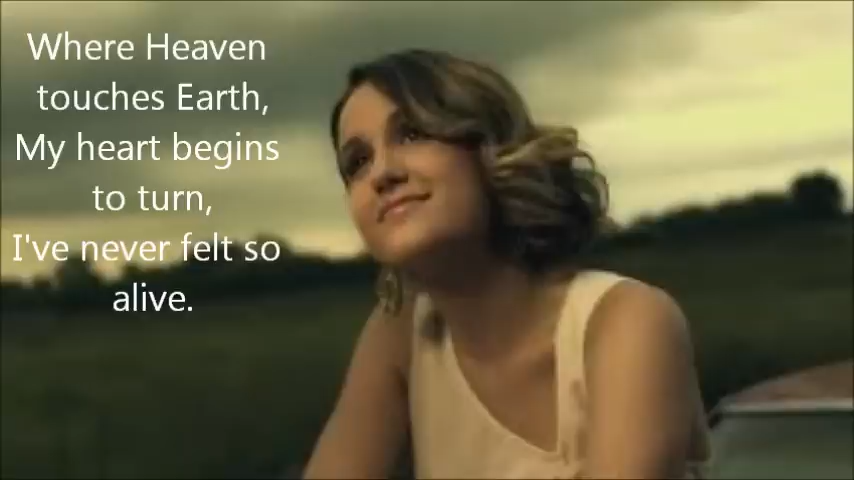 Where Heaven
touches Earth,
My heart begins
to turn,
I've never felt so
alive.